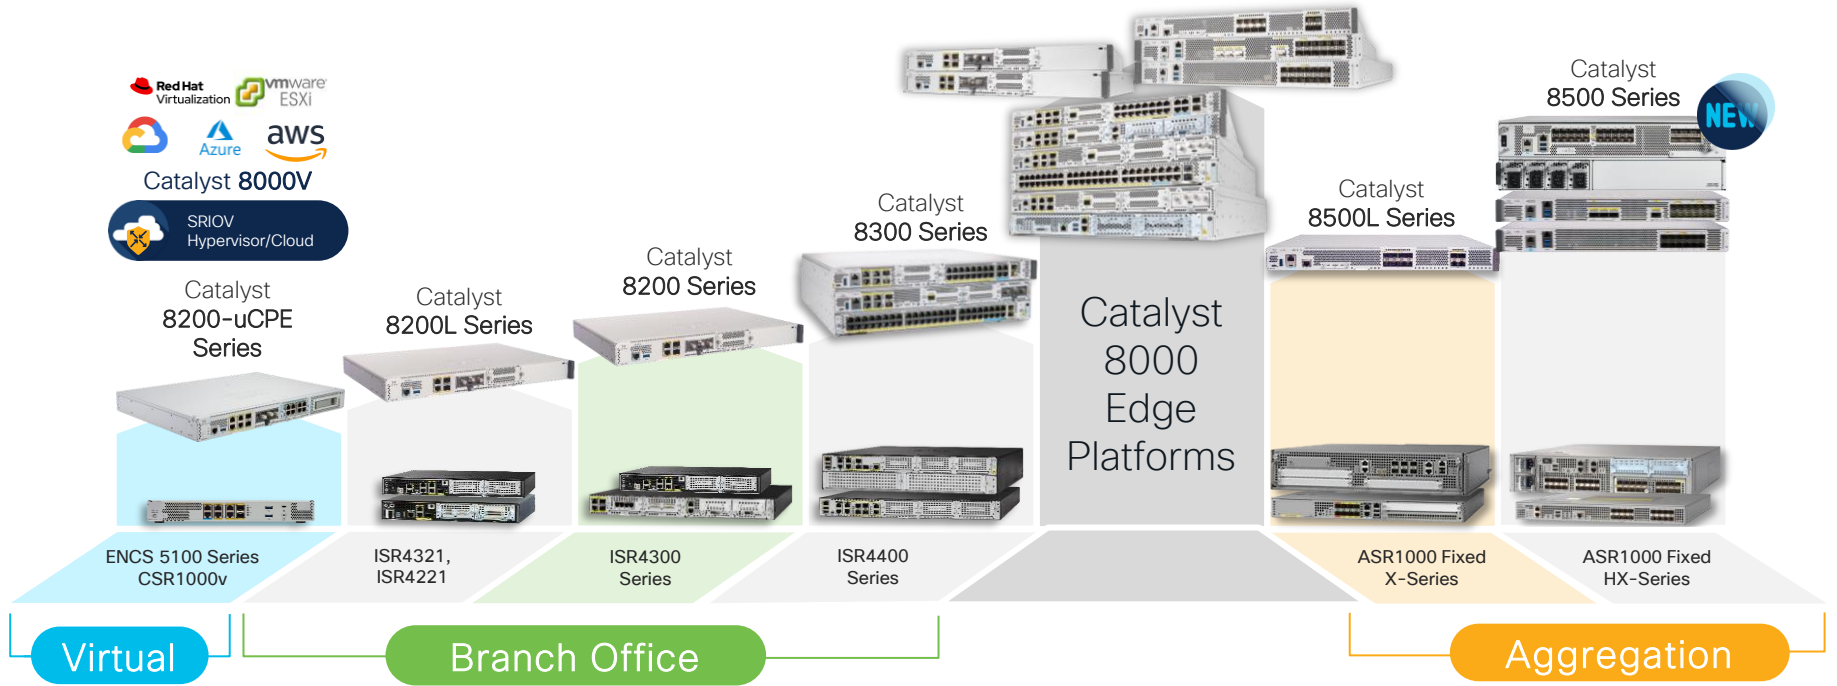 Red Hat
Virtualization
vmware
ESXi
Azure
aws
Catalyst 8000V
SRIOV
Hypervisor/Cloud
Catalyst
8200-uCPE
Series
Catalyst
8200L Series
Catalyst
8200 Series
Catalyst
8300 Series
Catalyst
8000
Edge
Platforms
Catalyst
8500L Series
Catalyst
8500 Series
NEW
ENCS 5100 Series
CSR1000v
ISR4321,
ISR4221
ISR4300
Series
ISR4400
Series
ASR1000 Fixed
X-Series
ASR1000 Fixed
HX-Series
Virtual
Branch Office
Aggregation